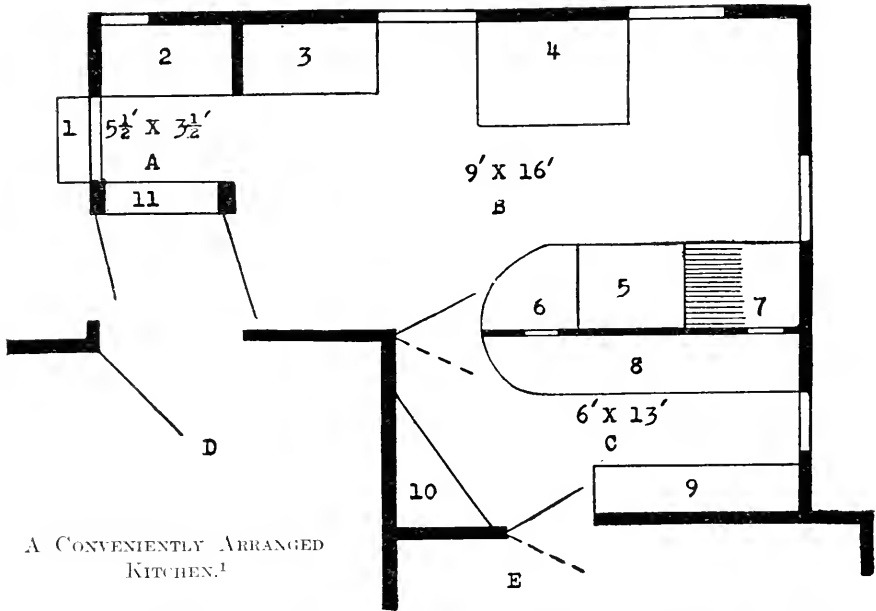 2
3
4
1
5½′ X 3½′
A
9′ X 16′
B
11
6
5
7
8
6′ X 13′
C
D
10
9
A CONVENIENTLY ARRANGED
KITCHEN.¹
E